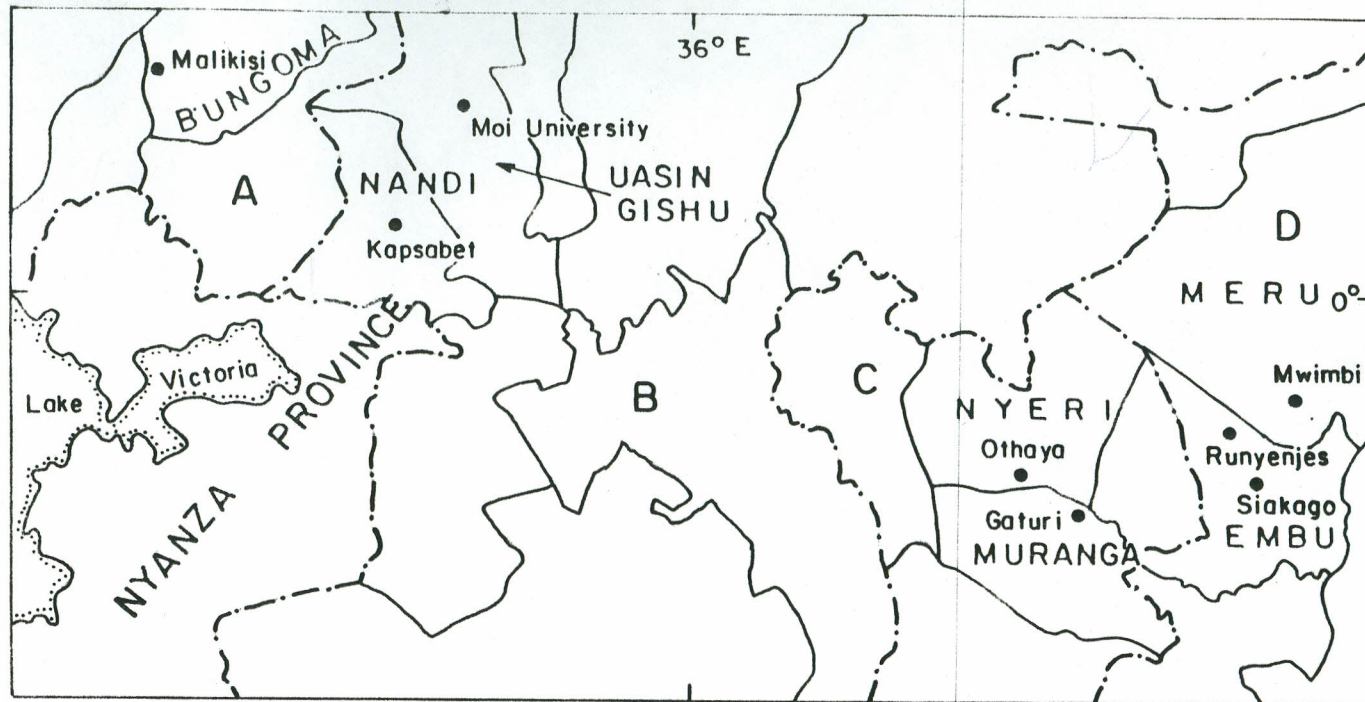 36° E
Malikisi
BUNGOMA
Moi University
A
NANDI
UASIN
GISHU
Kapsabet
D
MERU
0°
Victoria
Lake
PROVINCE
B
C
NYERI
Mwimbi
Othaya
Runyenjes
Siakago
EMBU
Gaturi
MURANGA
NYANZA